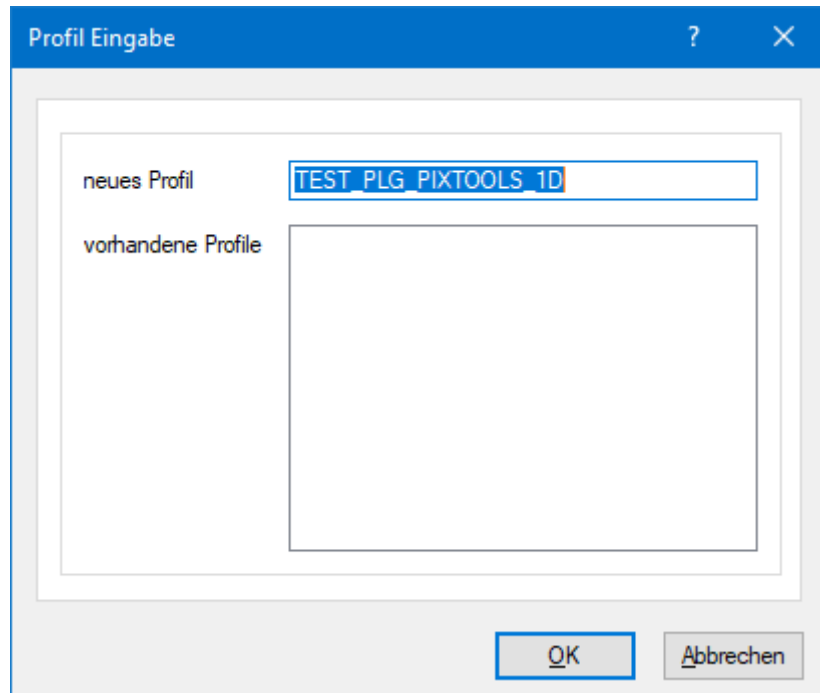 Profil Eingabe ?
neues Profil TEST_PLG_PIXTOOLS_1D
vorhandene Profile
OK Abbrechen